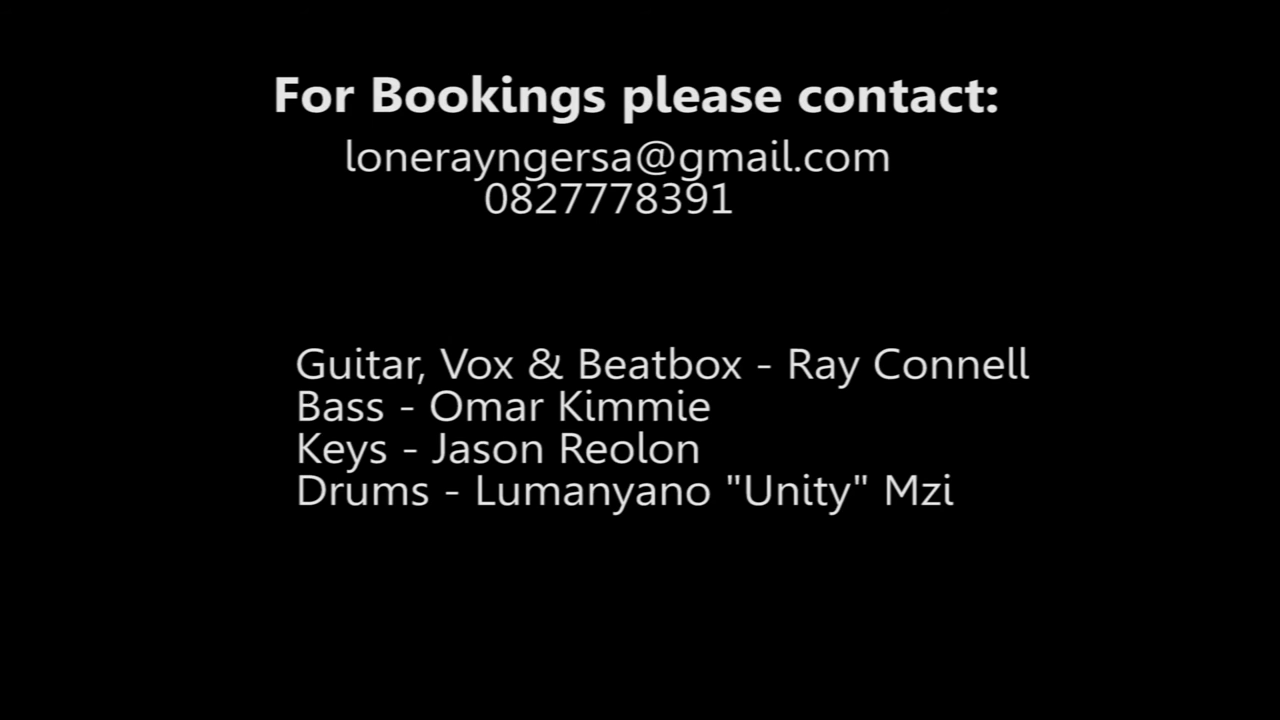 For Bookings please contact:
lonerayngersa@gmail.com
0827778391
Guitar, Vox & Beatbox - Ray Connell
Bass - Omar Kimmie
Keys - Jason Reolon
Drums - Lumanyano "Unity" Mzi